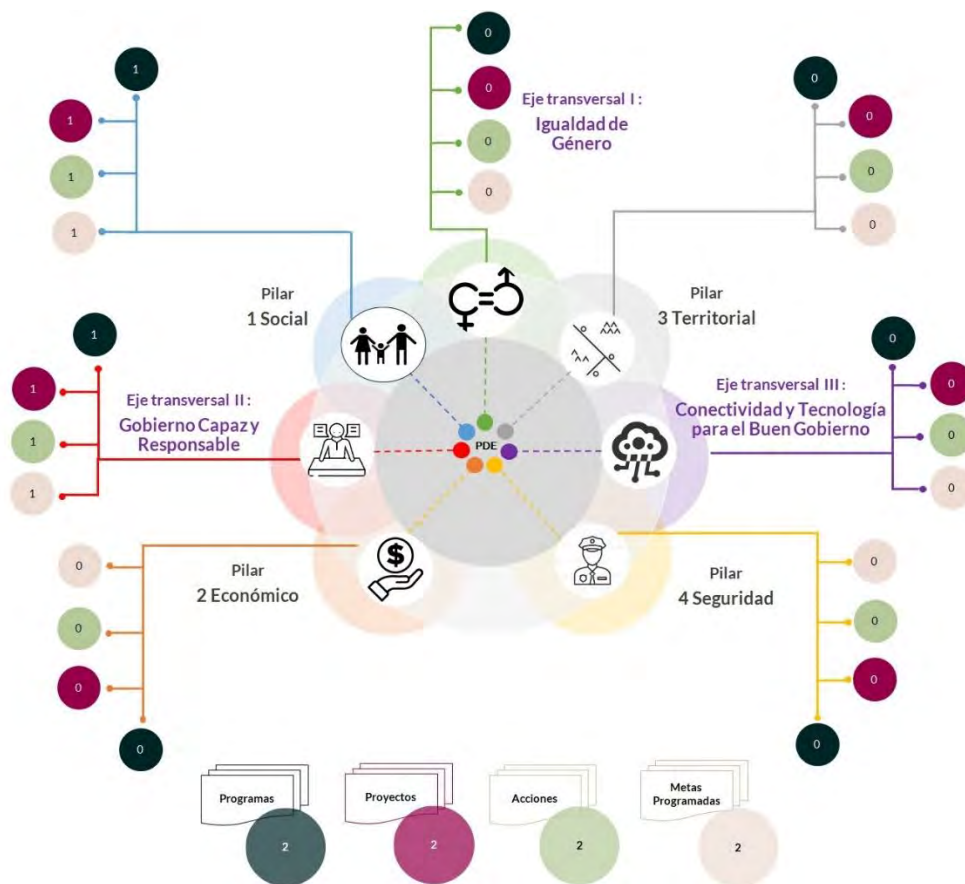 0
0
Eje transversal I :
Igualdad de
Género
0
0
1
1
1
1
0
0
0
0
Pilar
1 Social
Pilar
3 Territorial
1
1
1
1
Eje transversal II :
Gobierno Capaz y
Responsable
PDE
Eje transversal III :
Conectividad y Tecnología
para el Buen Gobierno
0
0
0
0
Pilar
2 Económico
0
0
0
0
$
Pilar
4 Seguridad
0
0
0
0
Programas
2
Proyectos
2
Acciones
2
Metas
Programadas
2